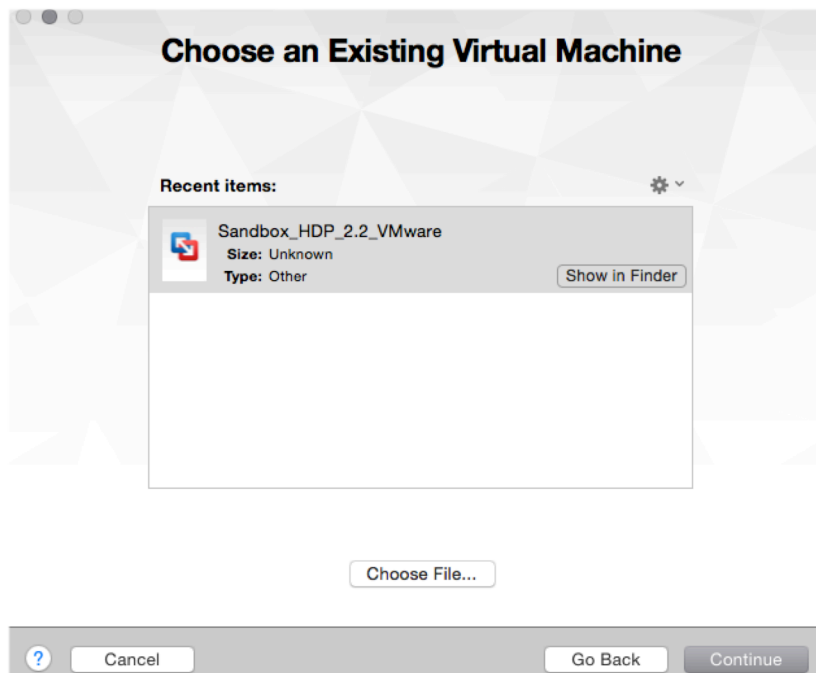 Choose an Existing Virtual Machine
Recent items:
Sandbox_HDP_2.2_VMware
Size: Unknown
Type: Other
Show in Finder
Choose File...
? Cancel Go Back Continue